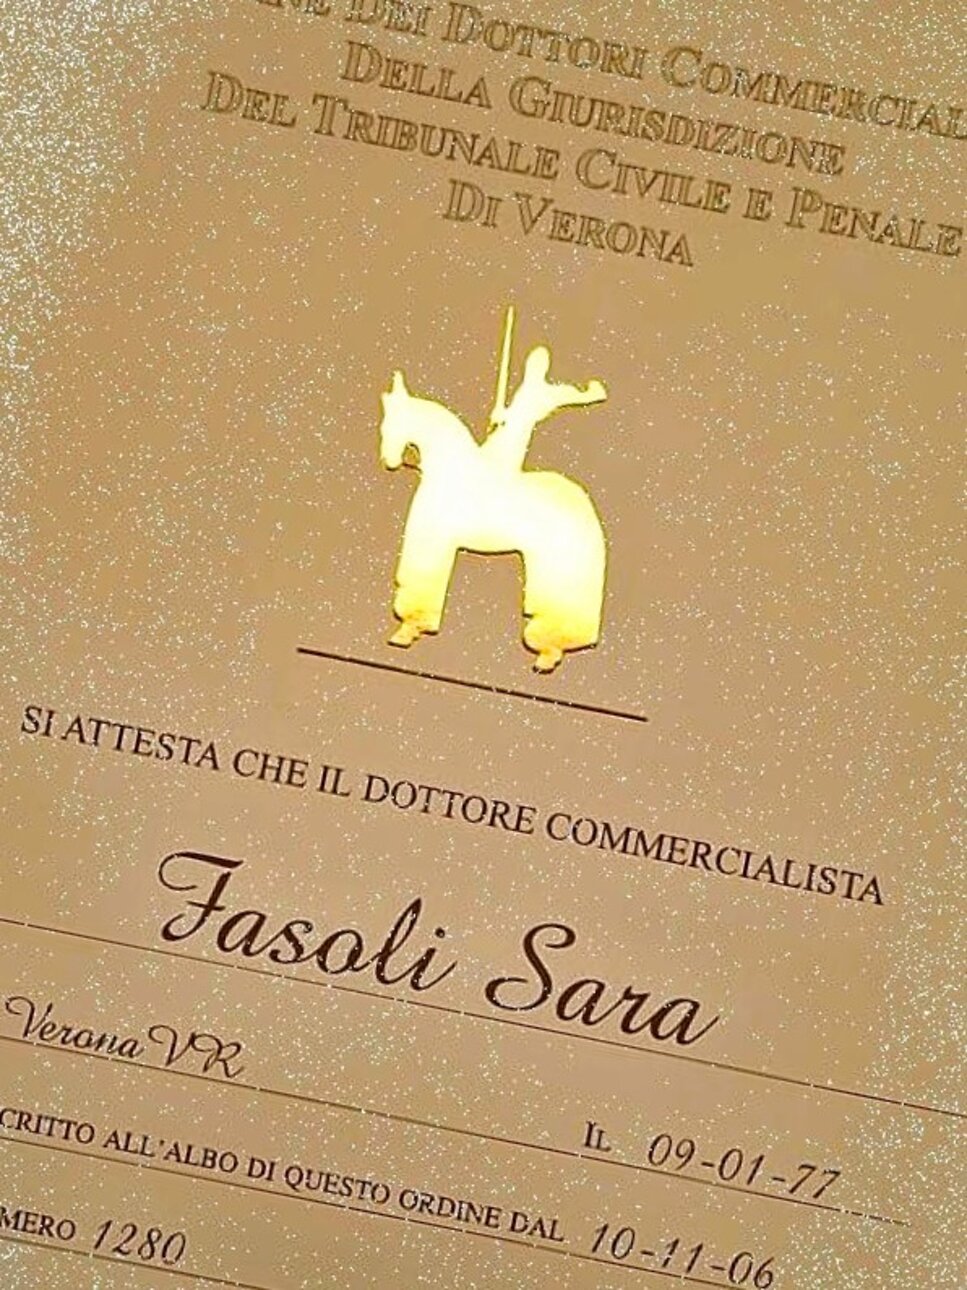 NE DEI DOTTORI COMMERCIAL
DELLA GIURISDIZIONE
DEL TRIBUNALE CIVILE E PENALE
DI VERONA
SI ATTESTA CHE IL DOTTORE COMMERCIALISTA
Fasoli Sara
Verona VR IL 09-01-77
CRITTO ALL'ALBO DI QUESTO ORDINE DAL 10-11-06
MERO 1280